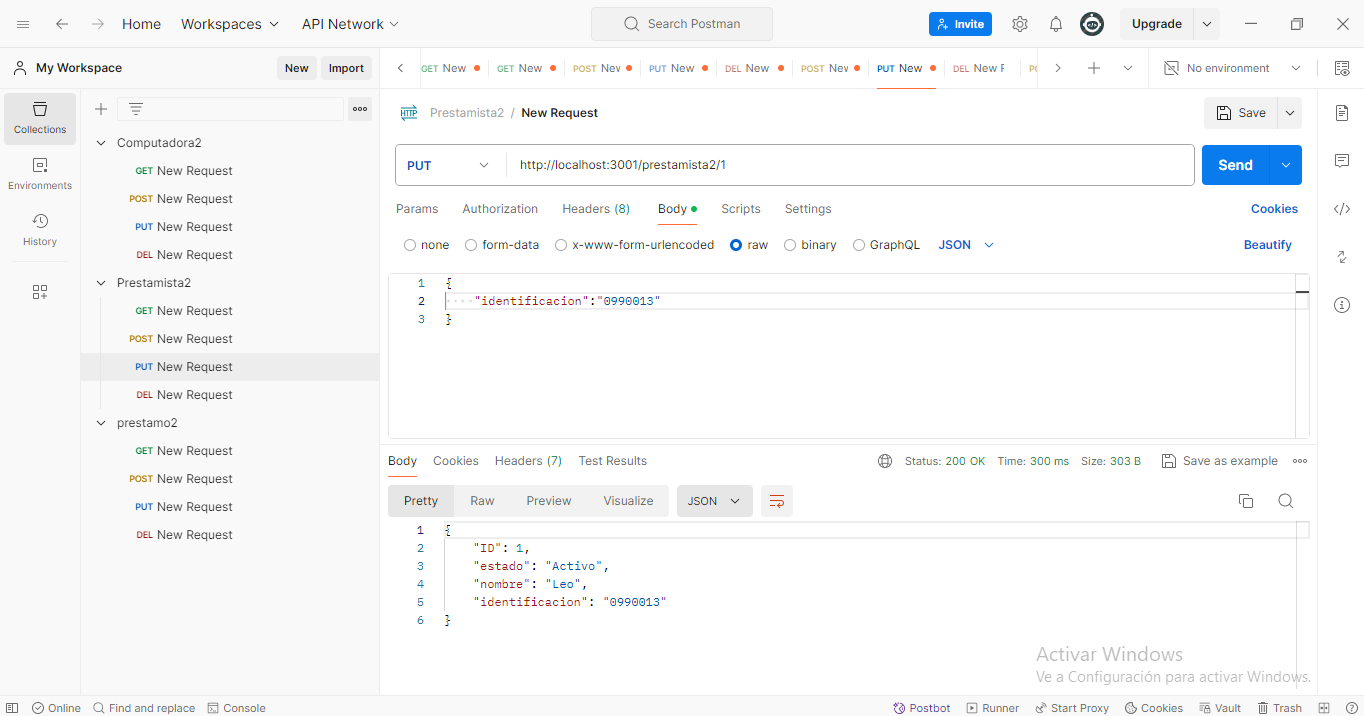 Home Workspaces API Network Search Postman Invite Upgrade
My Workspace New Import GET New GET New POST Nev PUT New DEL New POST Nev PUT New DEL New F PO No environment
Collections
Environments
History
Computadora2
GET New Request
POST New Request
PUT New Request
DEL New Request
Prestamista2
GET New Request
POST New Request
PUT New Request
DEL New Request
prestamo2
GET New Request
POST New Request
PUT New Request
DEL New Request
HTTP Prestamista2 / New Request Save
PUT http://localhost:3001/prestamista2/1 Send
Params Authorization Headers (8) Body Scripts Settings Cookies
none form-data x-www-form-urlencoded raw binary GraphQL JSON Beautify
1 {
2 "identificacion":"0990013"
3 }
Body Cookies Headers (7) Test Results Status: 200 OK Time: 300 ms Size: 303 B Save as example
Pretty Raw Preview Visualize JSON
1 {
2 "ID": 1,
3 "estado": "Activo",
4 "nombre": "Leo",
5 "identificacion": "0990013"
6 }
Activar Windows
Ve a Configuración para activar Windows.
Online Find and replace Console Postbot Runner Start Proxy Cookies Vault Trash